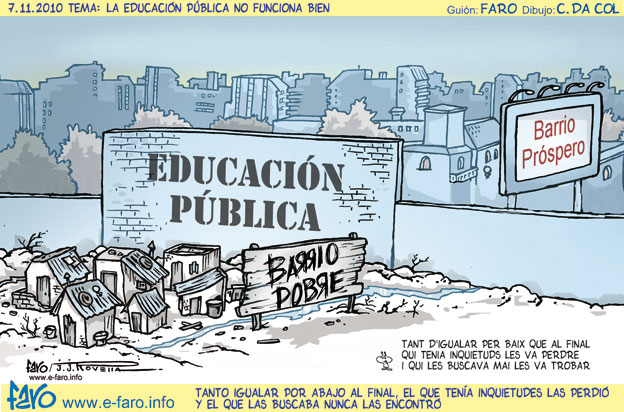 7.11.2010 TEMA: LA EDUCACIÓN PÚBLICA NO FUNCIONA BIEN
Guión: FARO Dibujo: C. DA COL
Barrio
Próspero
EDUCACIÓN
PÚBLICA
BARRIO
POBRE
TANT D'IGUALAR PER BAIX QUE AL FINAL
QUI TENIA INQUIETUDS LES VA PERDRE
I QUI LES BUSCAVA MAI LES VA TROBAR
FARO / J.J. ROVELLA
www.e-faro.info
FARO www.e-faro.info
TANTO IGUALAR POR ABAJO AL FINAL, EL QUE TENÍA INQUIETUDES LAS PERDIÓ
Y EL QUE LAS BUSCABA NUNCA LAS ENCONTRÓ